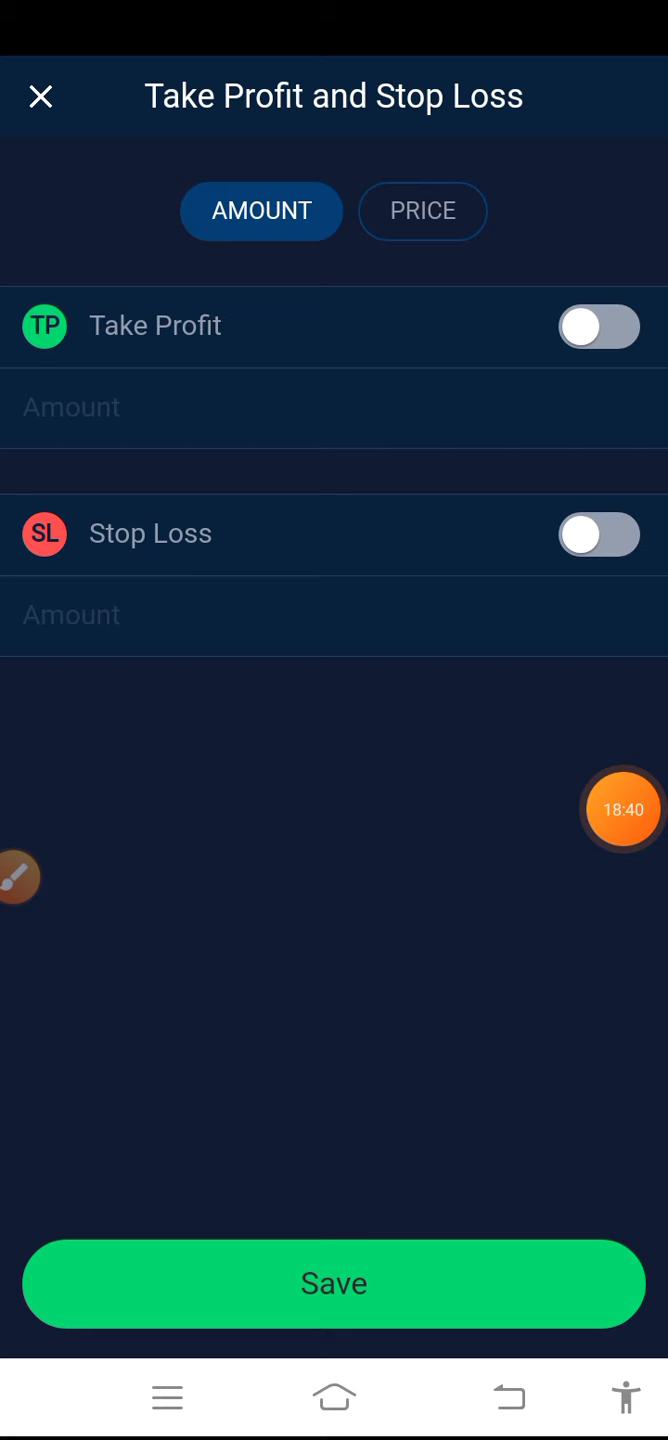 Take Profit and Stop Loss
AMOUNT PRICE
TP Take Profit
Amount
SL Stop Loss
Amount
18:40
Save